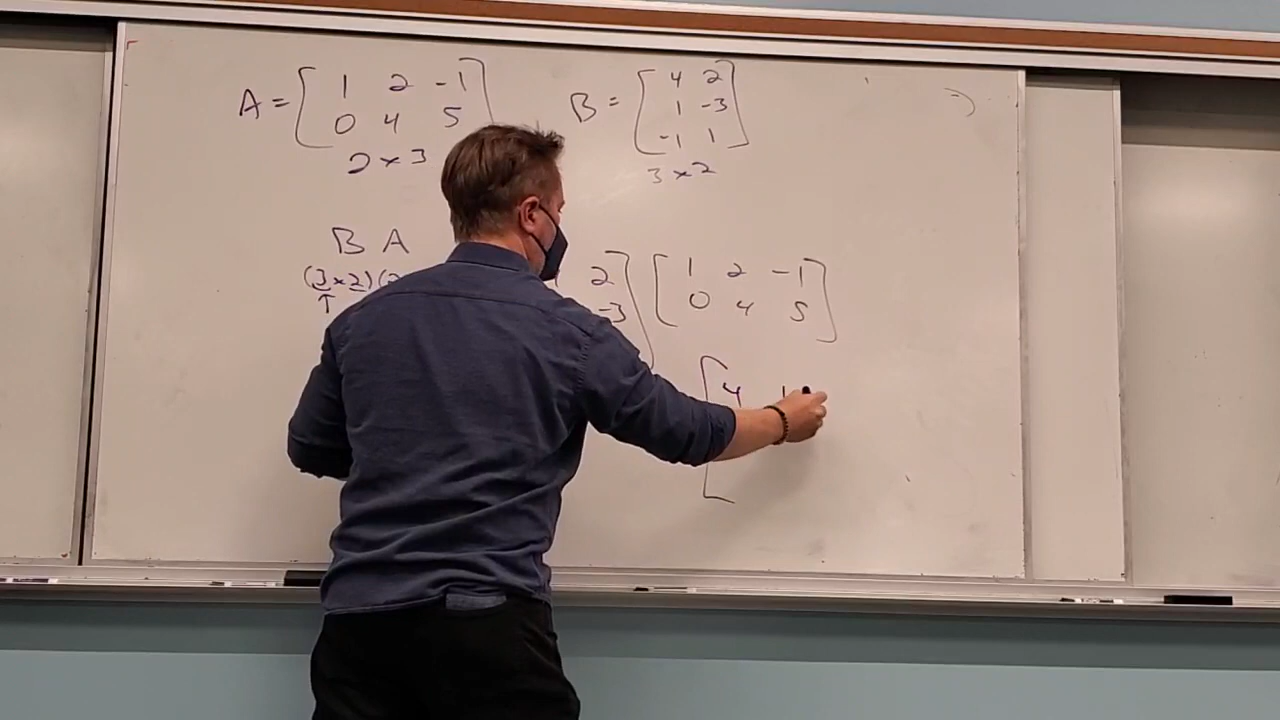 A = [ 1 2 -1 B = [ 4 2
0 4 5 ] 1 -3
2 × 3 -1 1 ]
3 × 2
B A
(3×2)(2 2 ] [ 1 2 -1
↑ -3 0 4 5 ]
[ 4 1